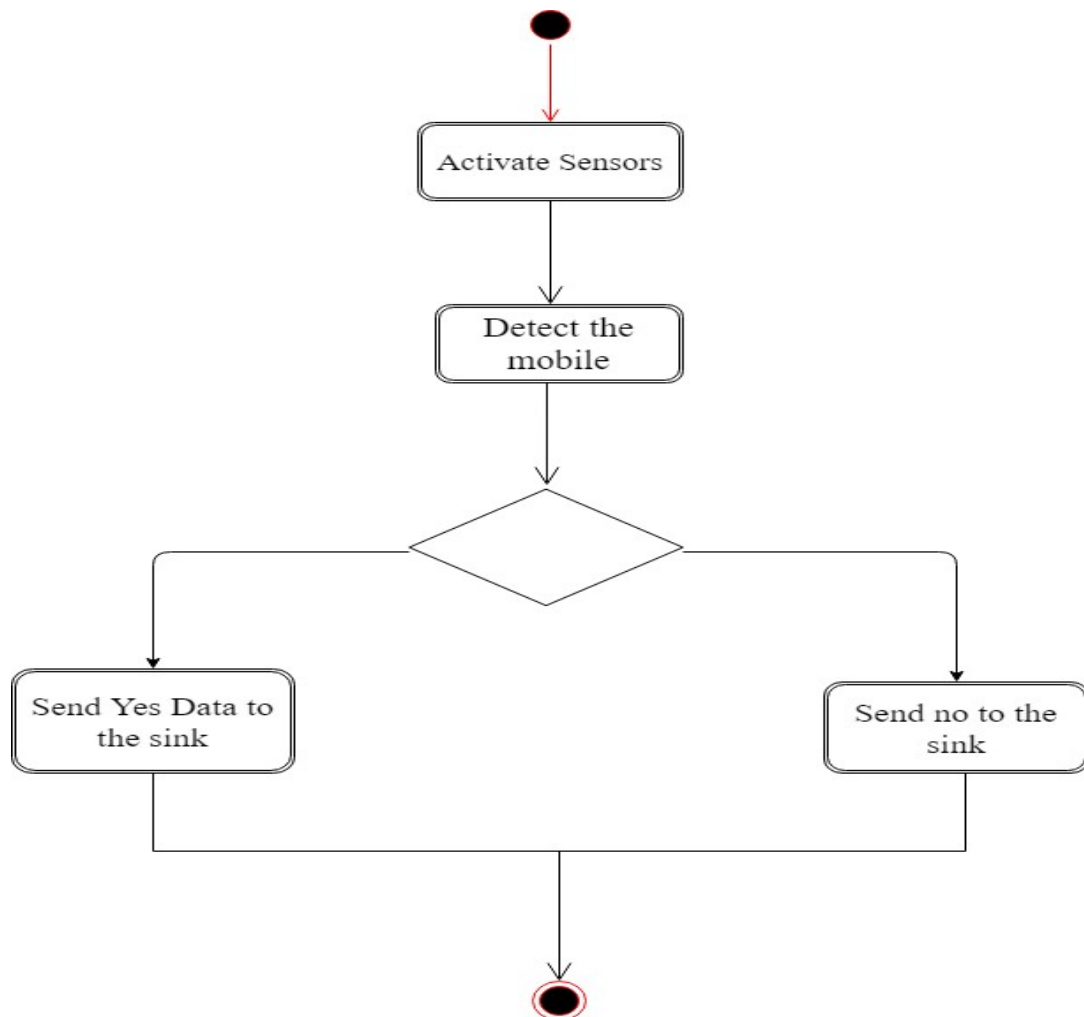 Activate Sensors
Detect the
mobile
Send Yes Data to
the sink
Send no to the
sink